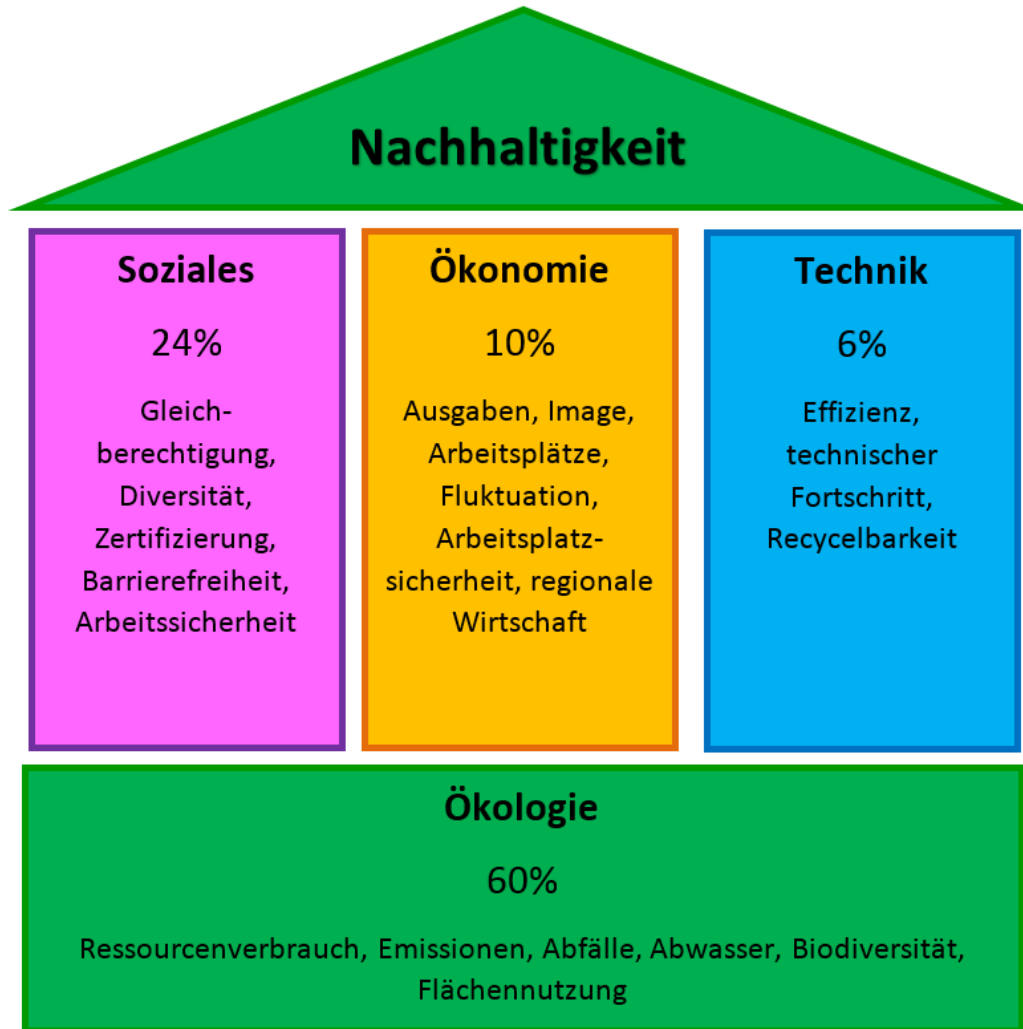 Nachhaltigkeit
Soziales
24%
Gleich-
berechtigung,
Diversität,
Zertifizierung,
Barrierefreiheit,
Arbeitssicherheit
Ökonomie
10%
Ausgaben, Image,
Arbeitsplätze,
Fluktuation,
Arbeitsplatz-
sicherheit, regionale
Wirtschaft
Technik
6%
Effizienz,
technischer
Fortschritt,
Recycelbarkeit
Ökologie
60%
Ressourcenverbrauch, Emissionen, Abfälle, Abwasser, Biodiversität,
Flächennutzung